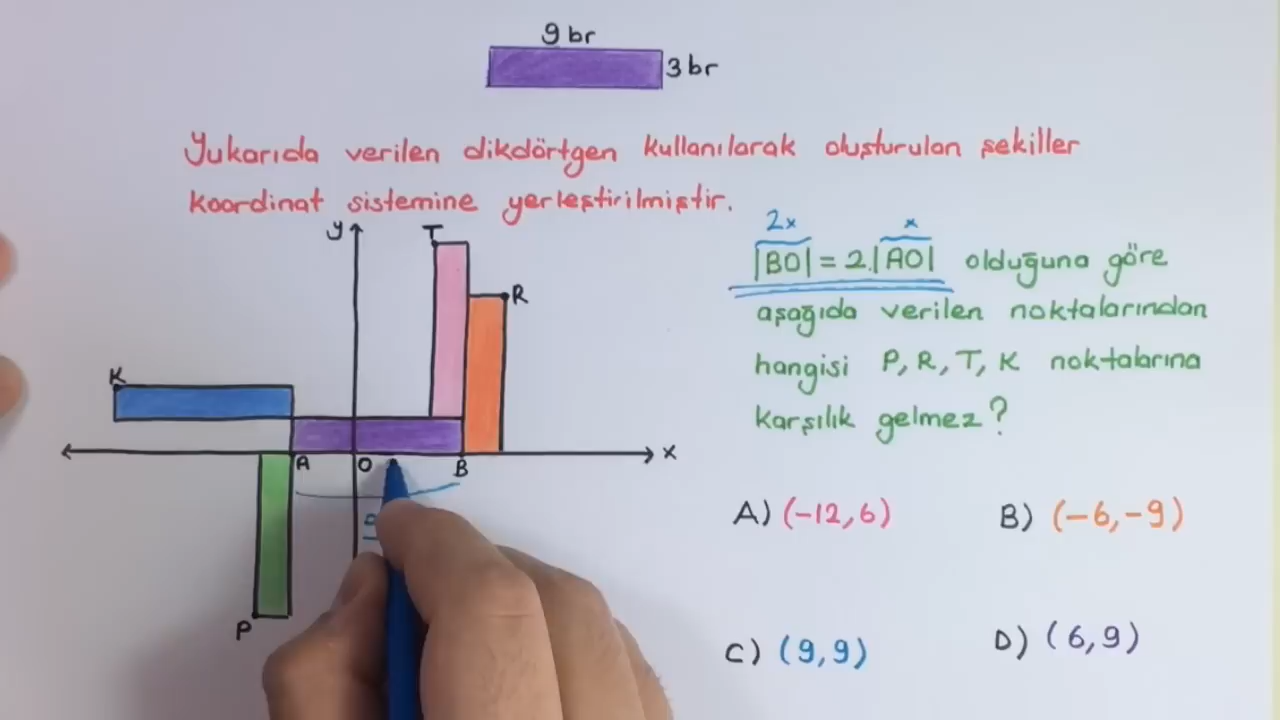 9 br
3 br
Yukarıda verilen dikdörtgen kullanılarak oluşturulan şekiller
koordinat sistemine yerleştirilmiştir.
y
T
R
K
A
O
B
x
P
2x
x
|BO| = 2.|AO| olduğuna göre
aşağıda verilen noktalarından
hangisi P, R, T, K noktalarına
karşılık gelmez?
A) (-12,6)
B) (-6,-9)
C) (9,9)
D) (6,9)